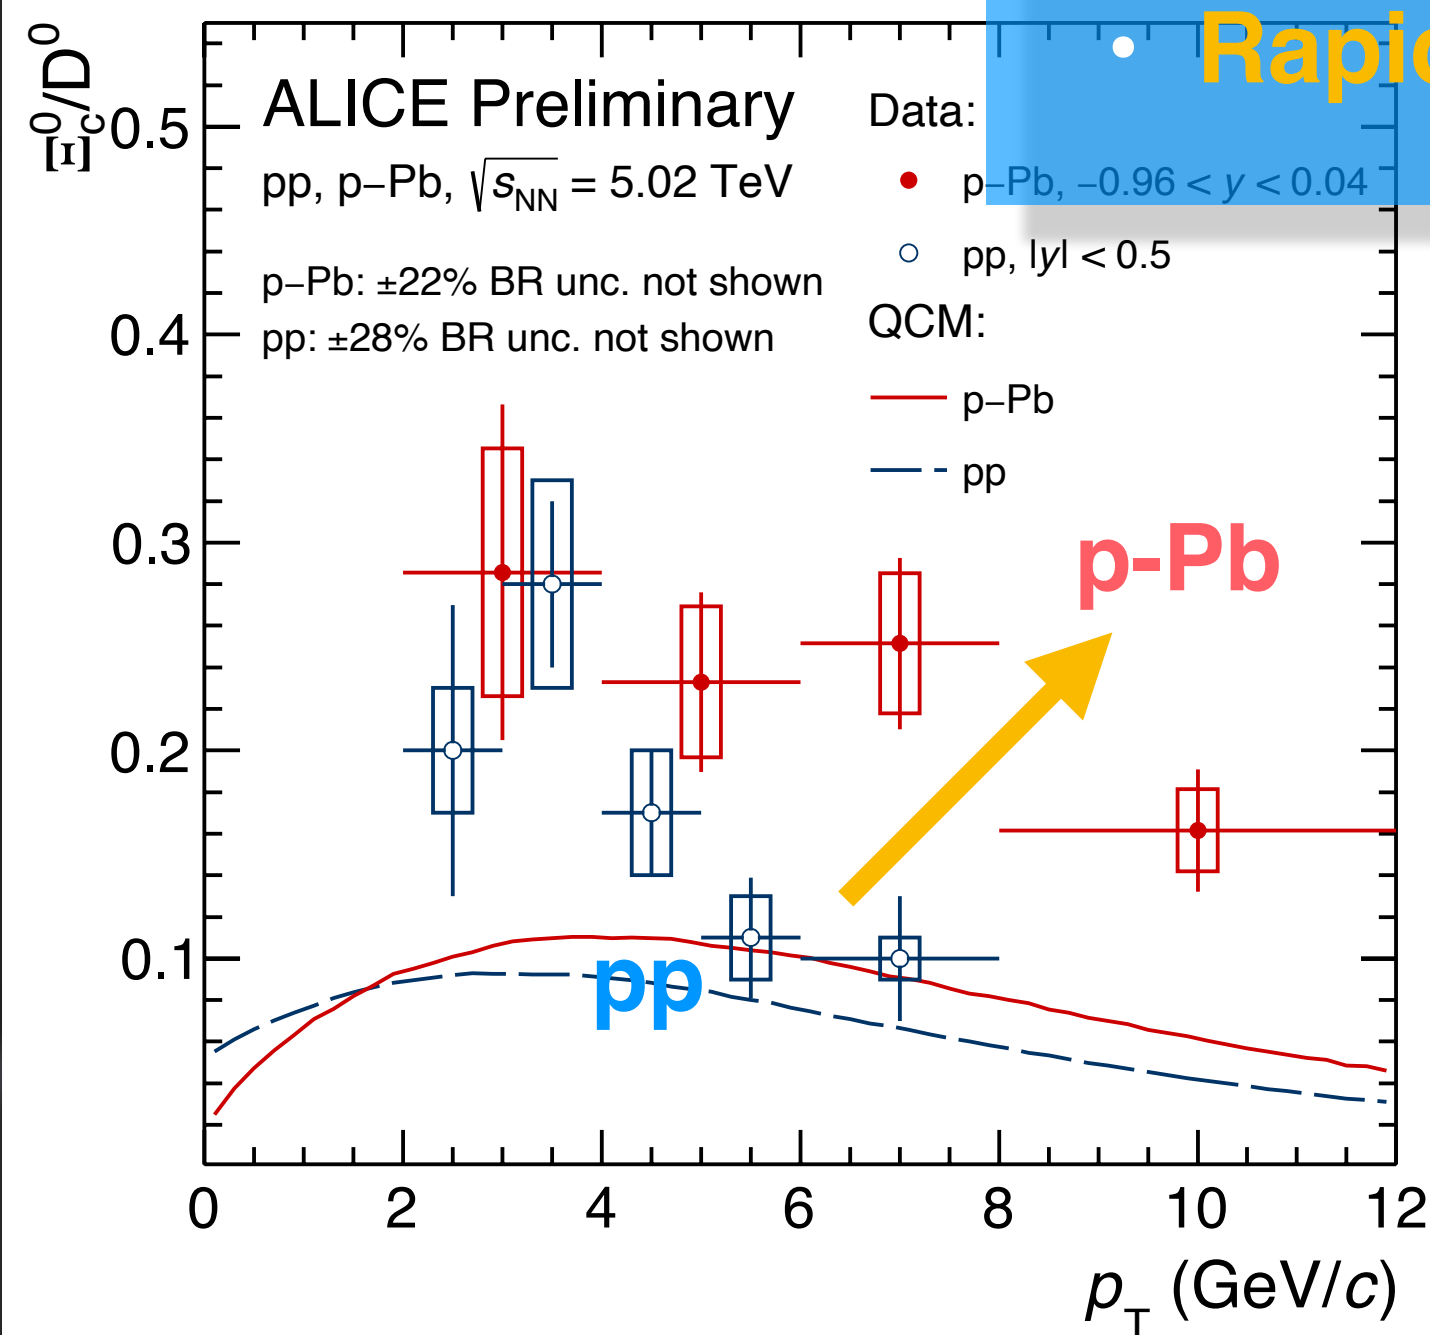 Ξ⁰c/D⁰
0.5
0.4
0.3
0.2
0.1
ALICE Preliminary
pp, p–Pb, √sNN = 5.02 TeV
p–Pb: ±22% BR unc. not shown
pp: ±28% BR unc. not shown
Data:
p–Pb, –0.96 < y < 0.04
pp, |y| < 0.5
QCM:
p–Pb
pp
p-Pb
pp
0 2 4 6 8 10 12
pT (GeV/c)